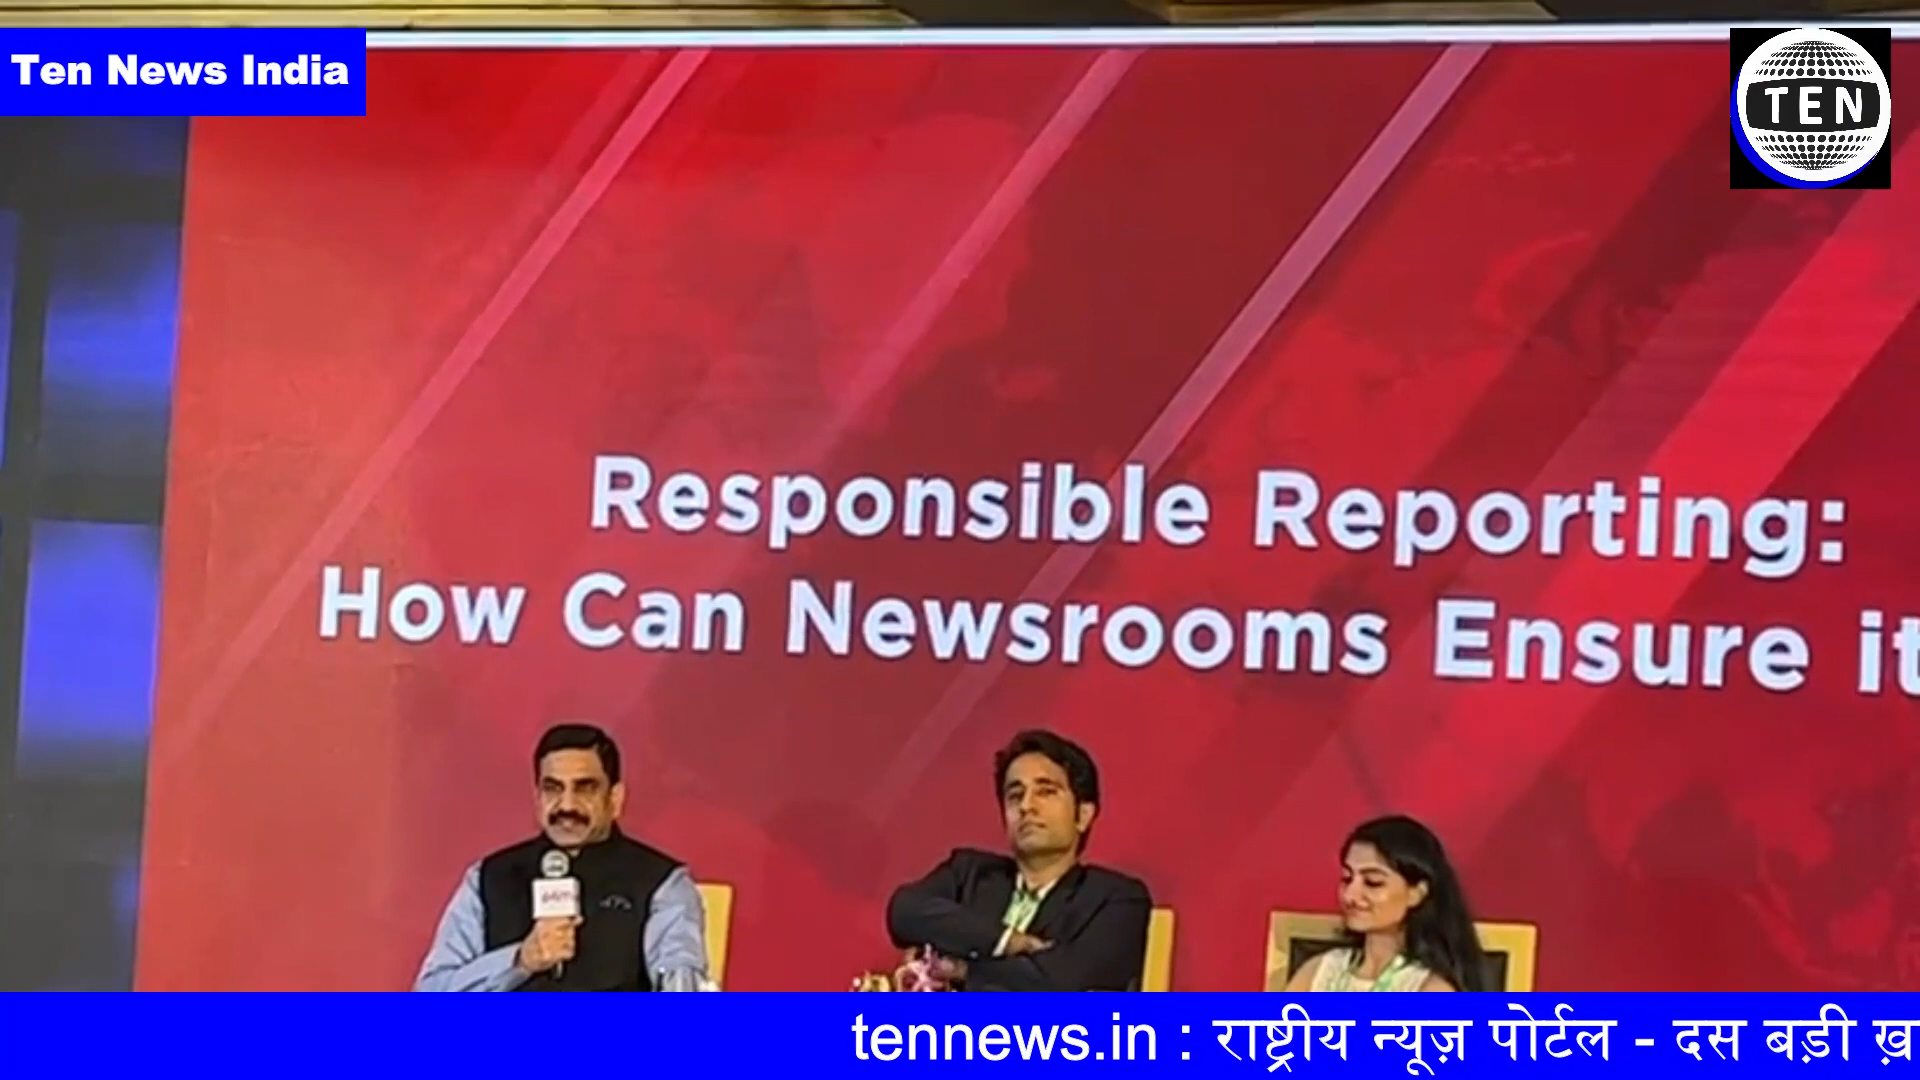 Ten News India
TEN
Responsible Reporting:
How Can Newsrooms Ensure it
tennews.in : राष्ट्रीय न्यूज़ पोर्टल - दस बड़ी ख़